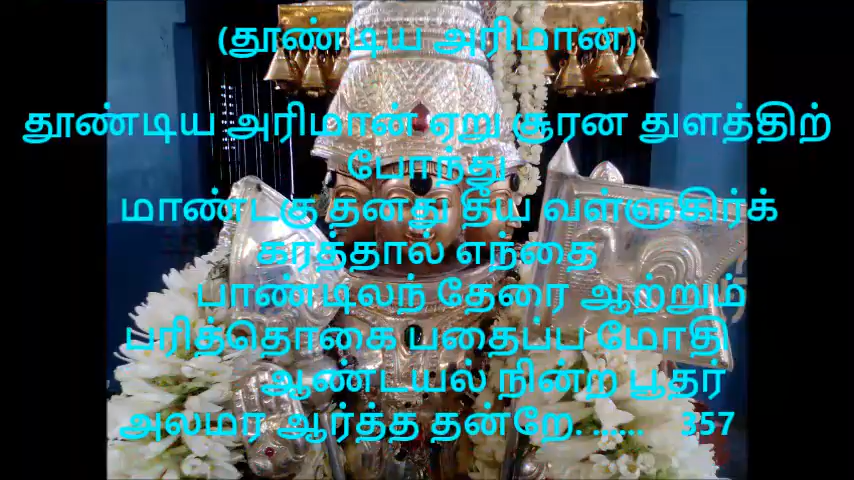 (தூண்டிய அரிமான்)
தூண்டிய அரிமான் ஏறு சூரன துளத்திற்
போந்து
மாண்டகு தனது தீய வள்ளுகிர்க்
கரத்தால் எந்தை
பாண்டிலந் தேரை ஆற்றும்
பரித்தொகை பதைப்ப மோதி
ஆண்டயல் நின்ற பூதர்
அலமர ஆர்த்த தன்றே. ...... 357